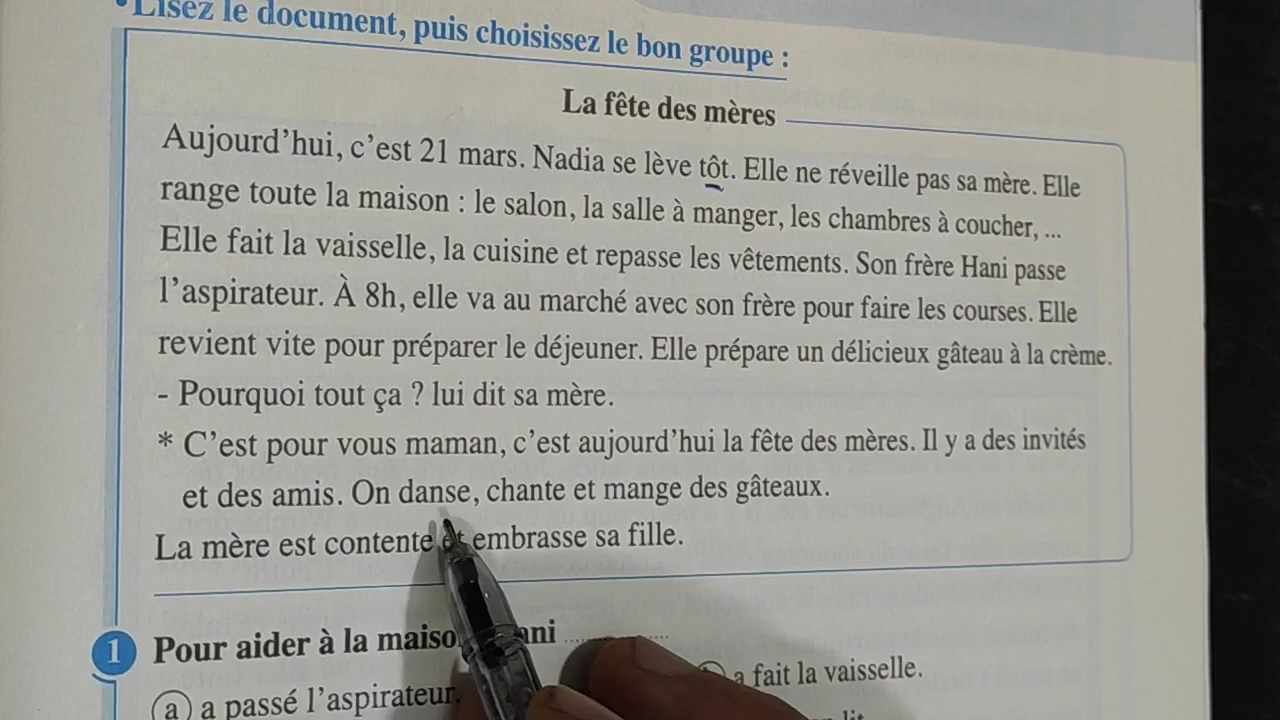 • Lisez le document, puis choisissez le bon groupe :
La fête des mères
Aujourd’hui, c’est 21 mars. Nadia se lève tôt. Elle ne réveille pas sa mère. Elle
range toute la maison : le salon, la salle à manger, les chambres à coucher, ...
Elle fait la vaisselle, la cuisine et repasse les vêtements. Son frère Hani passe
l’aspirateur. À 8h, elle va au marché avec son frère pour faire les courses. Elle
revient vite pour préparer le déjeuner. Elle prépare un délicieux gâteau à la crème.
- Pourquoi tout ça ? lui dit sa mère.
* C’est pour vous maman, c’est aujourd’hui la fête des mères. Il y a des invités
et des amis. On danse, chante et mange des gâteaux.
La mère est contente et embrasse sa fille.
1 Pour aider à la ...............
a a passé l’aspirateur. a fait la vaisselle.